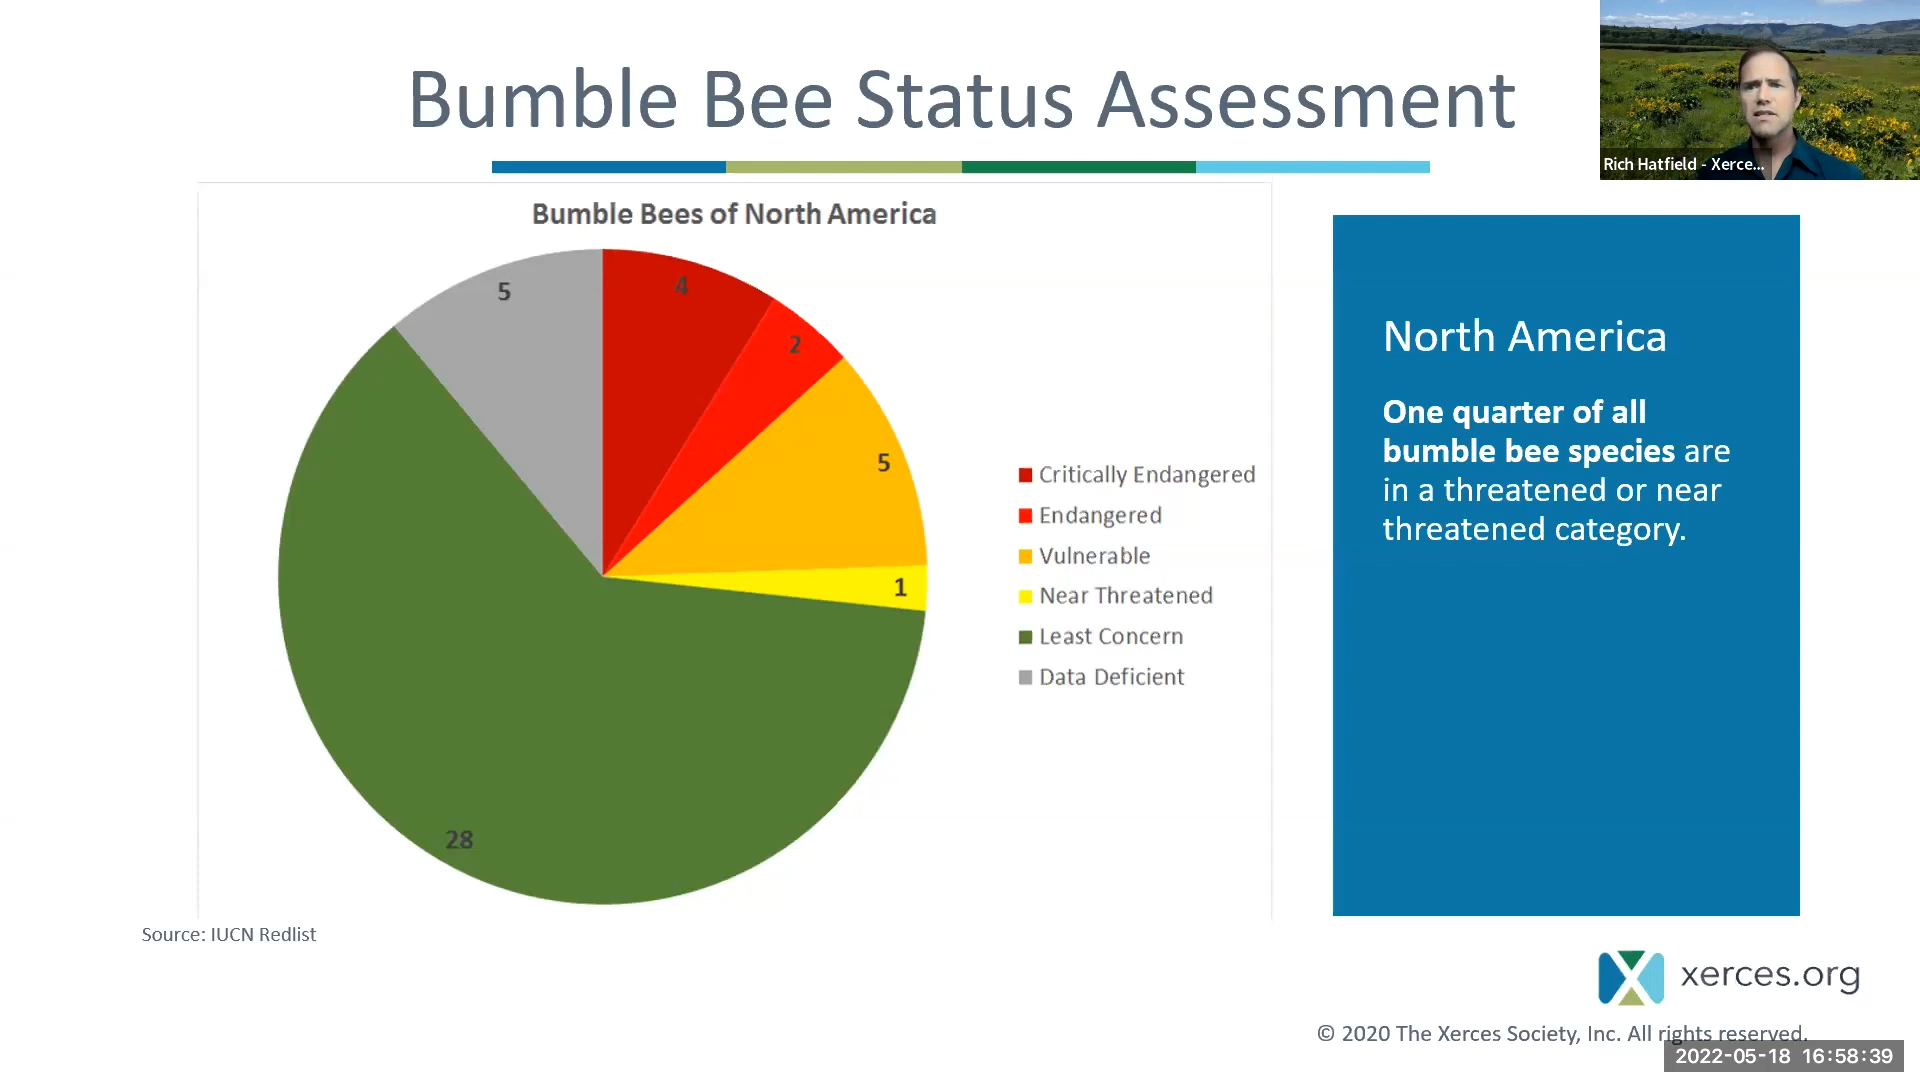 Bumble Bee Status Assessment
Rich Hatfield - Xerce...
Bumble Bees of North America
5
4
2
5
1
28
Critically Endangered
Endangered
Vulnerable
Near Threatened
Least Concern
Data Deficient
North America
One quarter of all
bumble bee species are
in a threatened or near
threatened category.
Source: IUCN Redlist
xerces.org
© 2020 The Xerces Society, Inc. All rights reserved.
2022-05-18 16:58:39